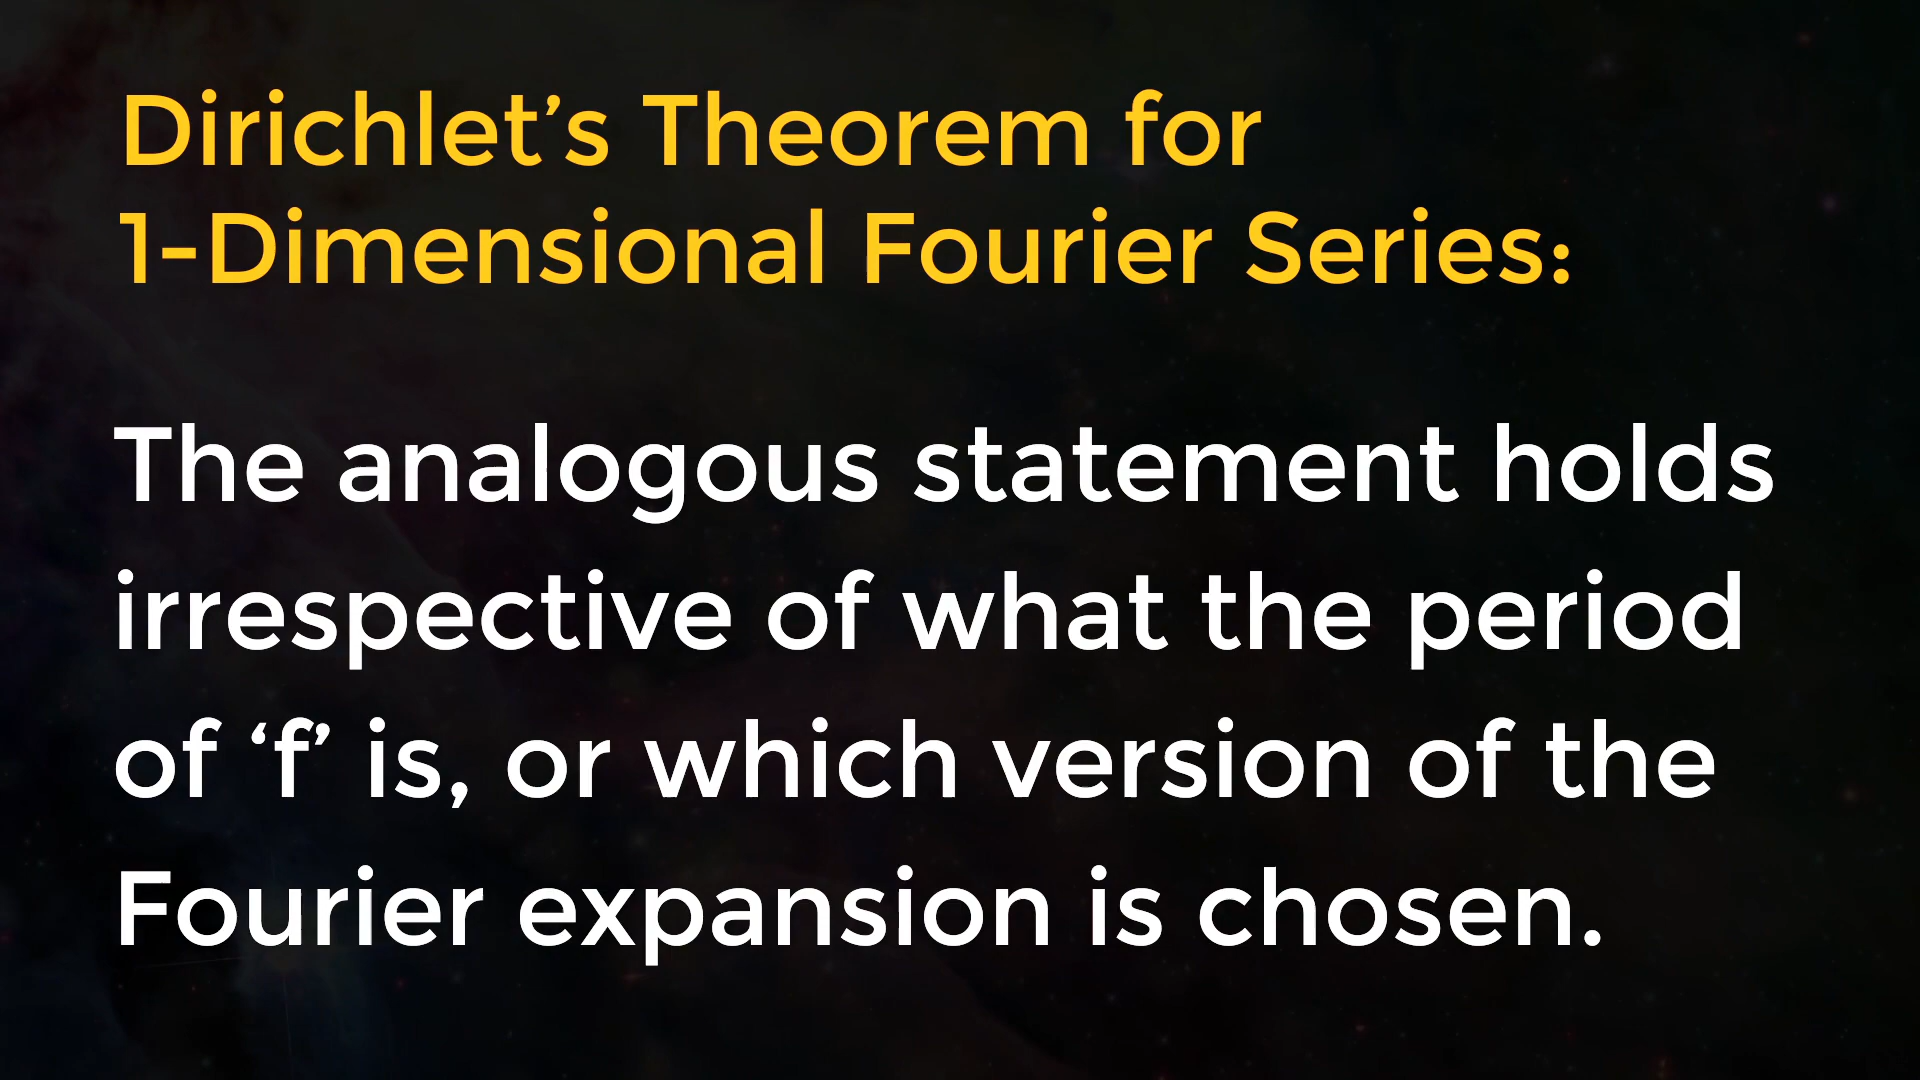 Dirichlet’s Theorem for
1-Dimensional Fourier Series:
The analogous statement holds
irrespective of what the period
of ‘f’ is, or which version of the
Fourier expansion is chosen.